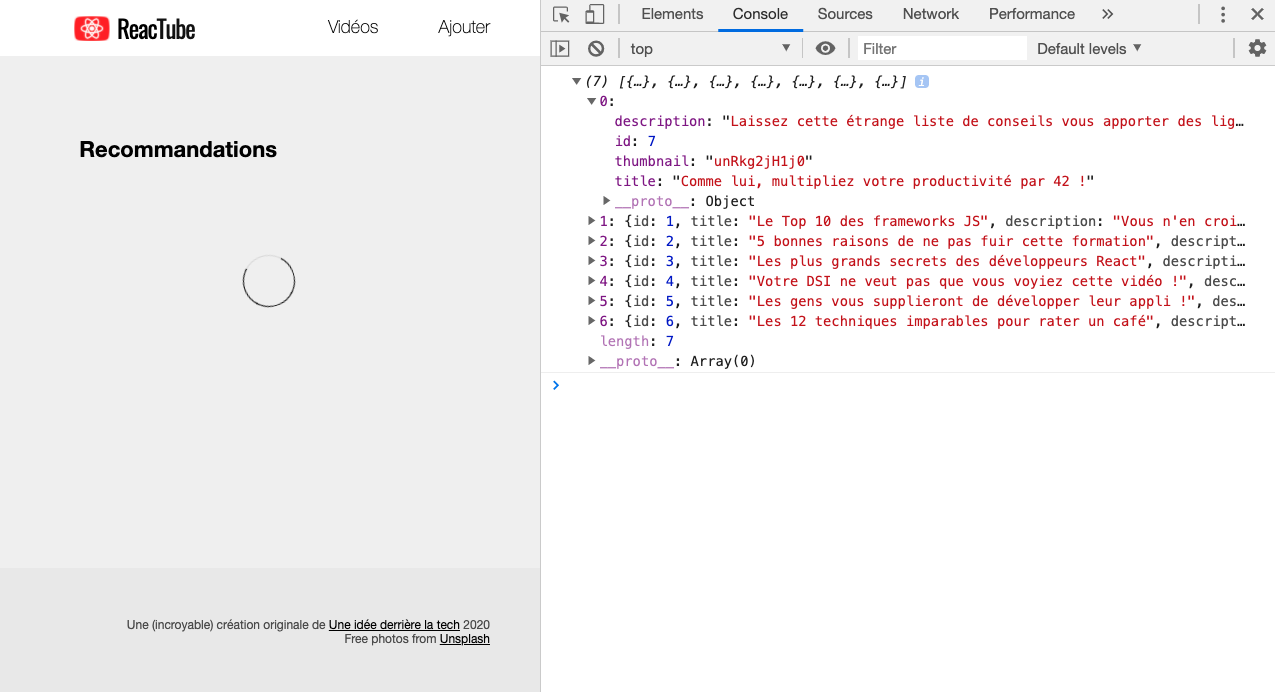 ReacTube Vidéos Ajouter
Recommandations
Une (incroyable) création originale de Une idée derrière la tech 2020
Free photos from Unsplash
Elements Console Sources Network Performance »
top ▼ Filter Default levels ▼
▼(7) [{…}, {…}, {…}, {…}, {…}, {…}, {…}] i
▼0:
description: "Laissez cette étrange liste de conseils vous apporter des lig…
id: 7
thumbnail: "unRkg2jH1j0"
title: "Comme lui, multipliez votre productivité par 42 !"
▶__proto__: Object
▶1: {id: 1, title: "Le Top 10 des frameworks JS", description: "Vous n'en croi…
▶2: {id: 2, title: "5 bonnes raisons de ne pas fuir cette formation", descript…
▶3: {id: 3, title: "Les plus grands secrets des développeurs React", descripti…
▶4: {id: 4, title: "Votre DSI ne veut pas que vous voyiez cette vidéo !", desc…
▶5: {id: 5, title: "Les gens vous supplieront de développer leur appli !", des…
▶6: {id: 6, title: "Les 12 techniques imparables pour rater un café", descript…
length: 7
▶__proto__: Array(0)